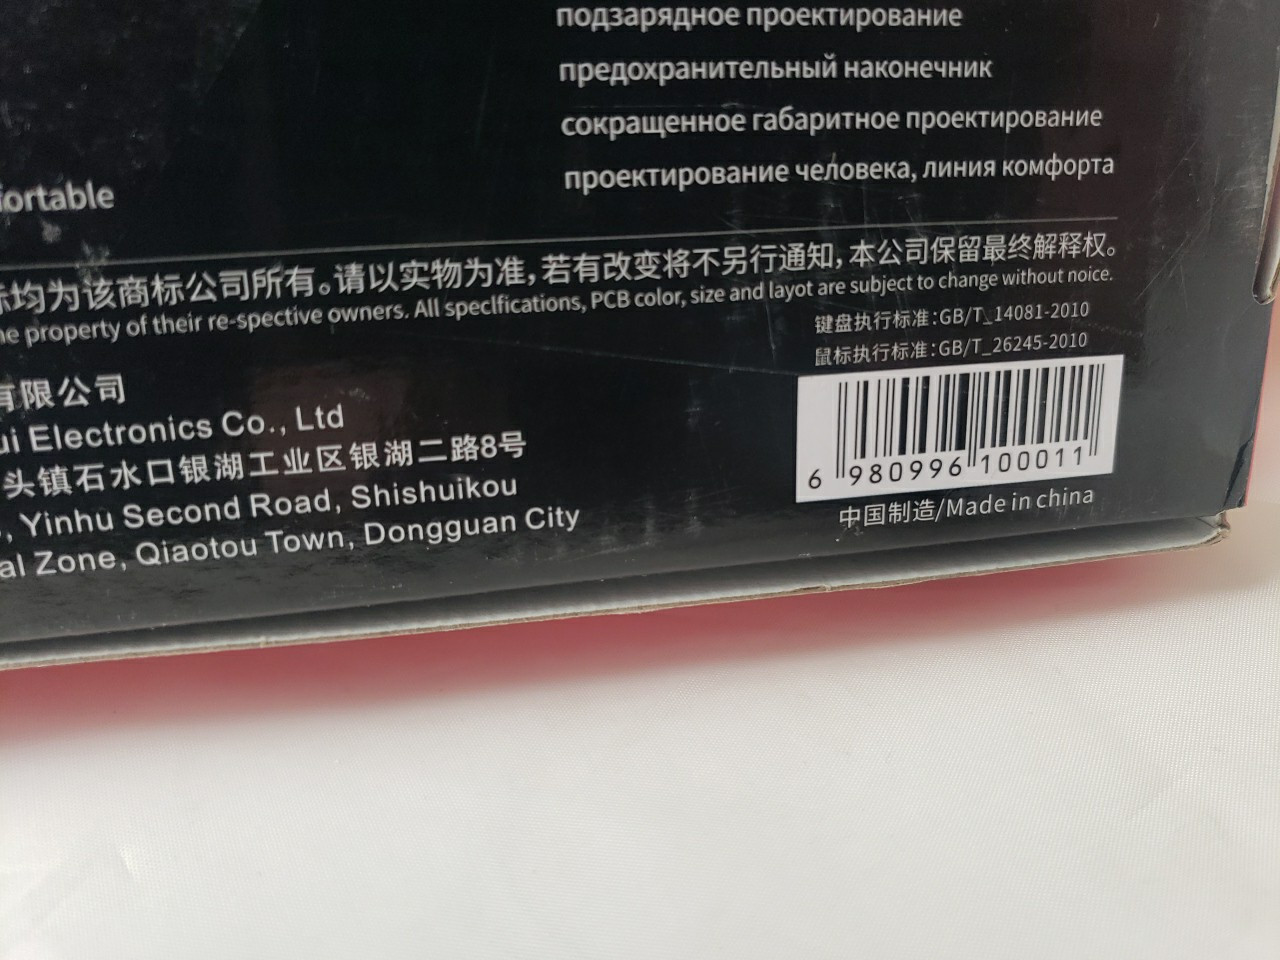 подзарядное проектирование
предохранительный наконечник
сокращенное габаритное проектирование
проектирование человека, линия комфорта
ortable
均为该商标公司所有。请以实物为准,若有改变将不另行通知,本公司保留最终解释权。
property of their re-spective owners. All speclfications, PCB color, size and layot are subject to change without noice.
键盘执行标准:GB/T_14081-2010
鼠标执行标准:GB/T_26245-2010
有限公司
ui Electronics Co., Ltd
头镇石水口银湖工业区银湖二路8号
, Yinhu Second Road, Shishuikou
al Zone, Qiaotou Town, Dongguan City
6 980996 100011
中国制造/Made in china